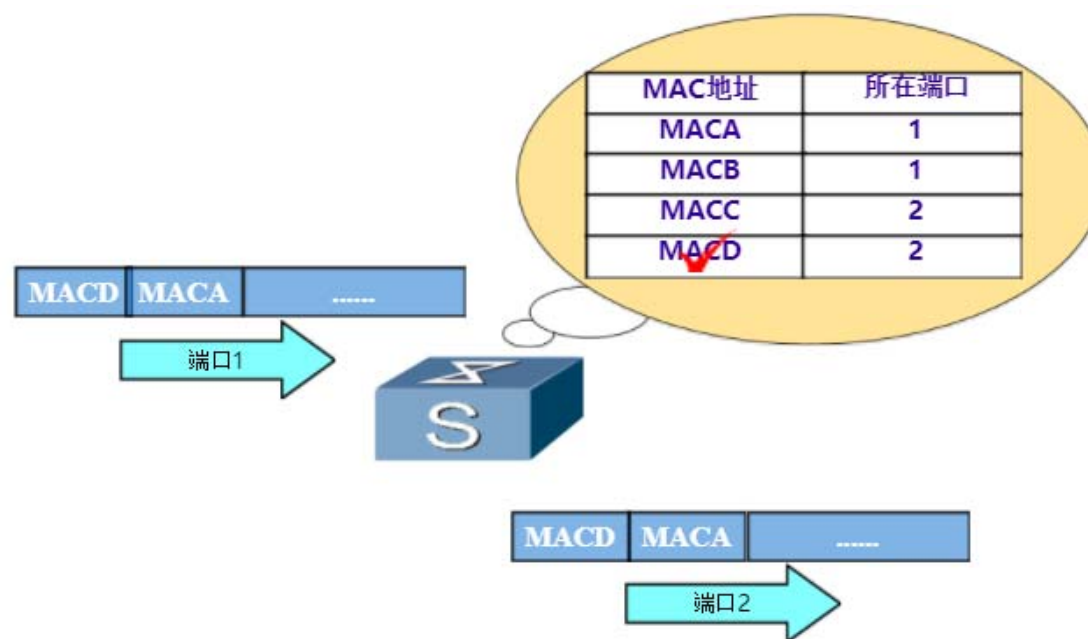 MAC地址 所在端口
MACA 1
MACB 1
MACC 2
MACD 2
MACD MACA ......
端口1
S
MACD MACA ......
端口2